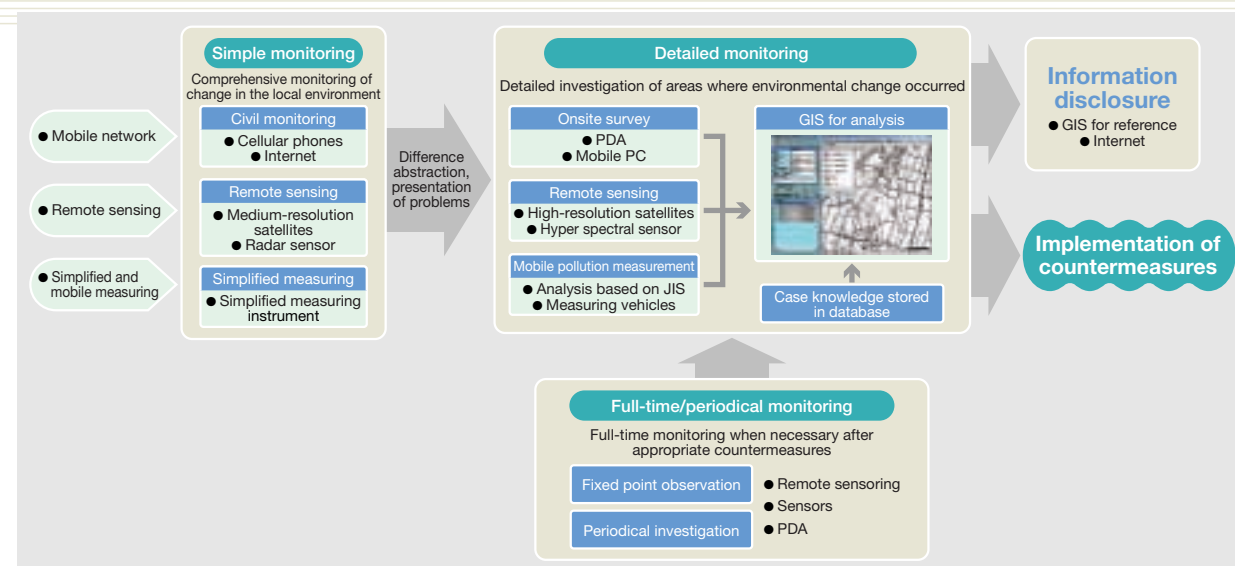 ● Mobile network
● Remote sensing
● Simplified and
mobile measuring
Simple monitoring
Comprehensive monitoring of
change in the local environment
Civil monitoring
● Cellular phones
● Internet
Remote sensing
● Medium-resolution
satellites
● Radar sensor
Simplified measuring
● Simplified measuring
instrument
Difference
abstraction,
presentation
of problems
Detailed monitoring
Detailed investigation of areas where environmental change occurred
Onsite survey
● PDA
● Mobile PC
Remote sensing
● High-resolution satellites
● Hyper spectral sensor
Mobile pollution measurement
● Analysis based on JIS
● Measuring vehicles
GIS for analysis
Case knowledge stored
in database
Information
disclosure
● GIS for reference
● Internet
Implementation of
countermeasures
Full-time/periodical monitoring
Full-time monitoring when necessary after
appropriate countermeasures
Fixed point observation
Periodical investigation
● Remote sensoring
● Sensors
● PDA